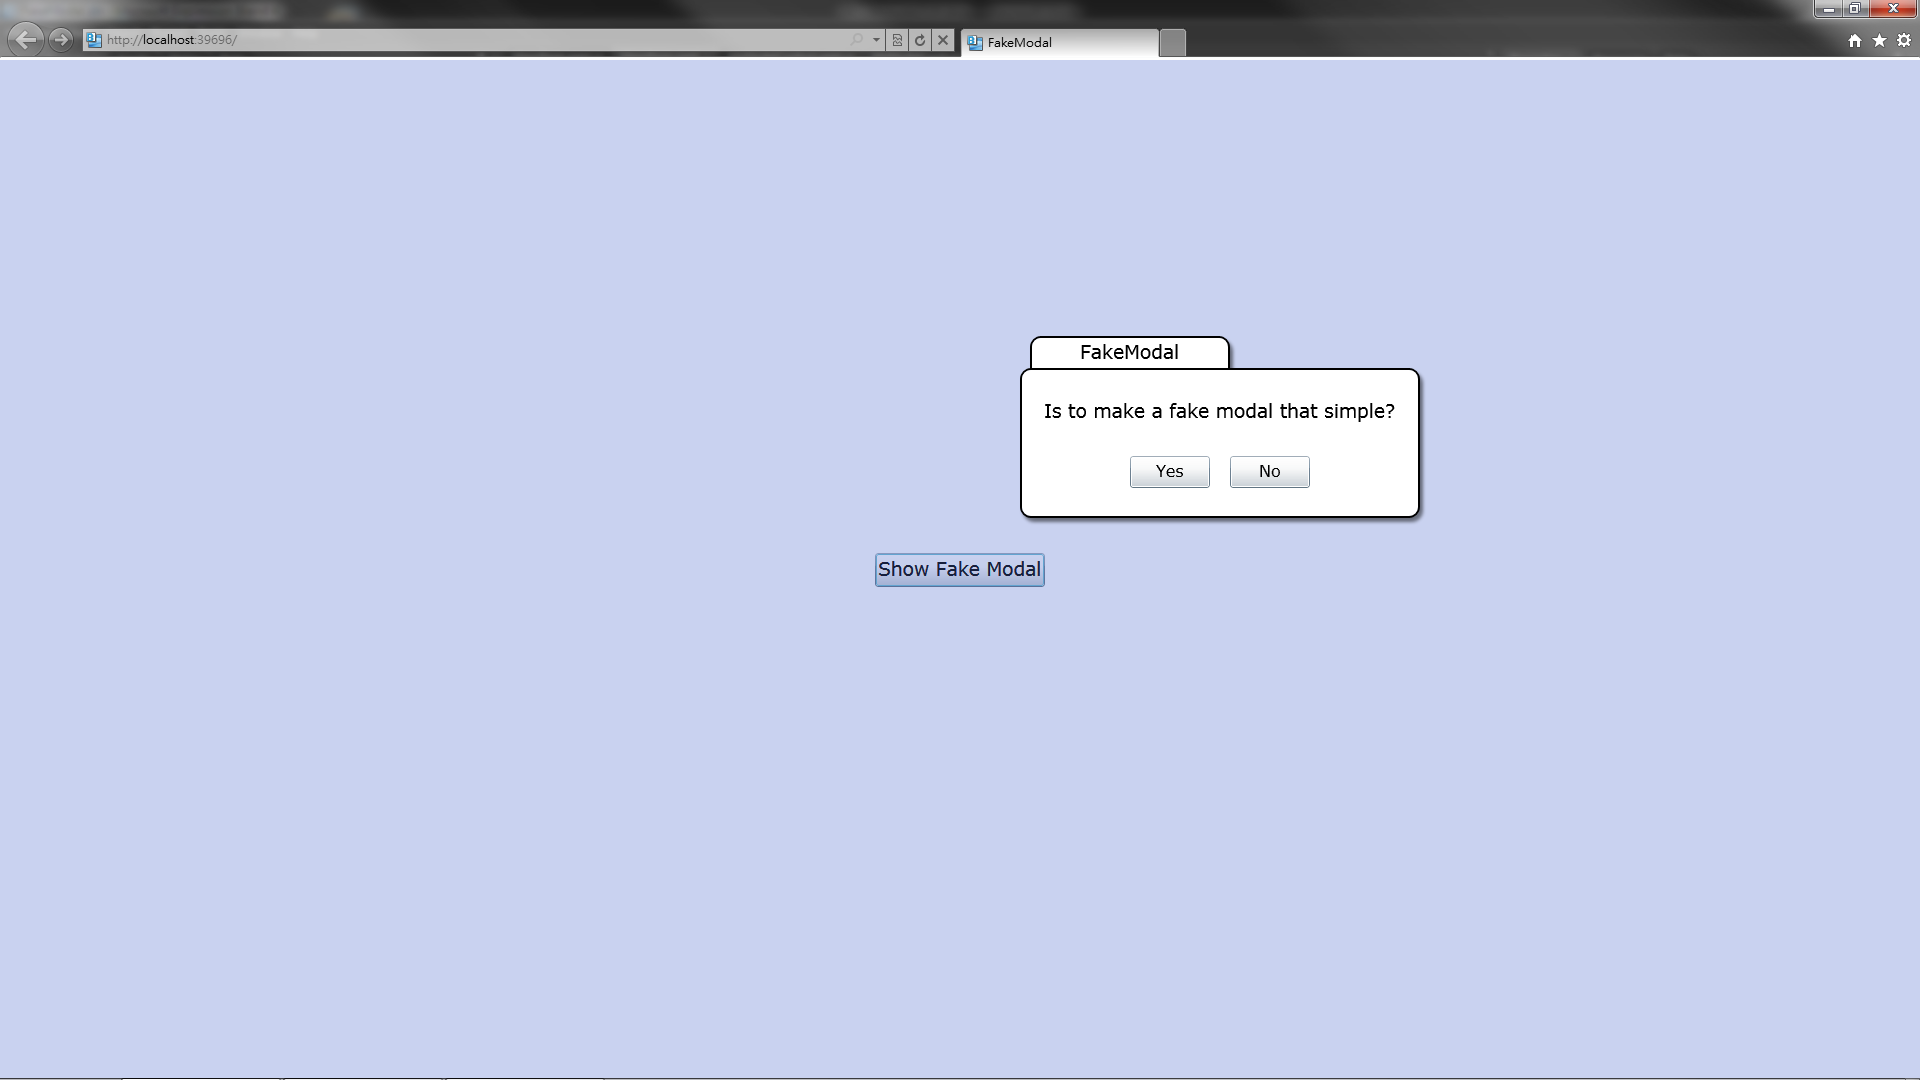 http://localhost:39696/
FakeModal
FakeModal
Is to make a fake modal that simple?
Yes No
Show Fake Modal